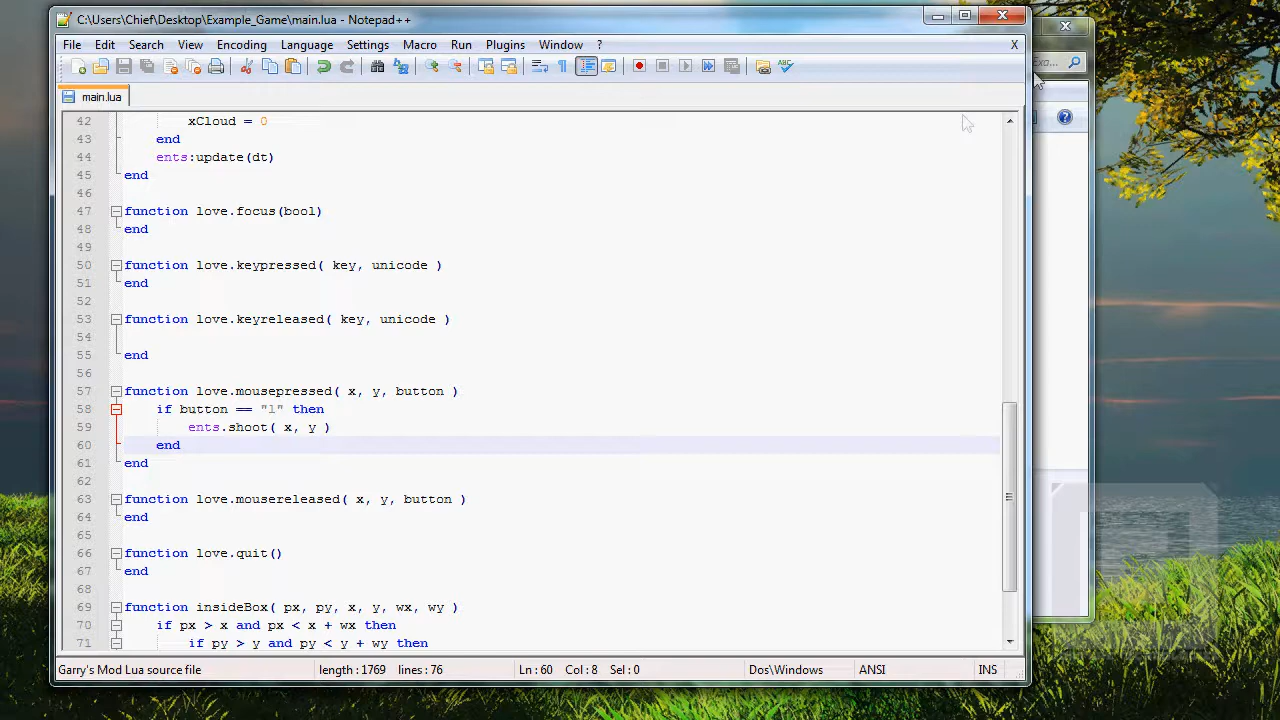 C:\Users\Chief\Desktop\Example_Game\main.lua - Notepad++
File Edit Search View Encoding Language Settings Macro Run Plugins Window ? X
Exa...
main.lua
42 xCloud = 0
43 end
44 ents:update(dt)
45 end
46
47 function love.focus(bool)
48 end
49
50 function love.keypressed( key, unicode )
51 end
52
53 function love.keyreleased( key, unicode )
54
55 end
56
57 function love.mousepressed( x, y, button )
58 if button == "l" then
59 ents.shoot( x, y )
60 end
61 end
62
63 function love.mousereleased( x, y, button )
64 end
65
66 function love.quit()
67 end
68
69 function insideBox( px, py, x, y, wx, wy )
70 if px > x and px < x + wx then
71 if py > y and py < y + wy then
Garry's Mod Lua source file length : 1769 lines : 76 Ln : 60 Col : 8 Sel : 0 Dos\Windows ANSI INS